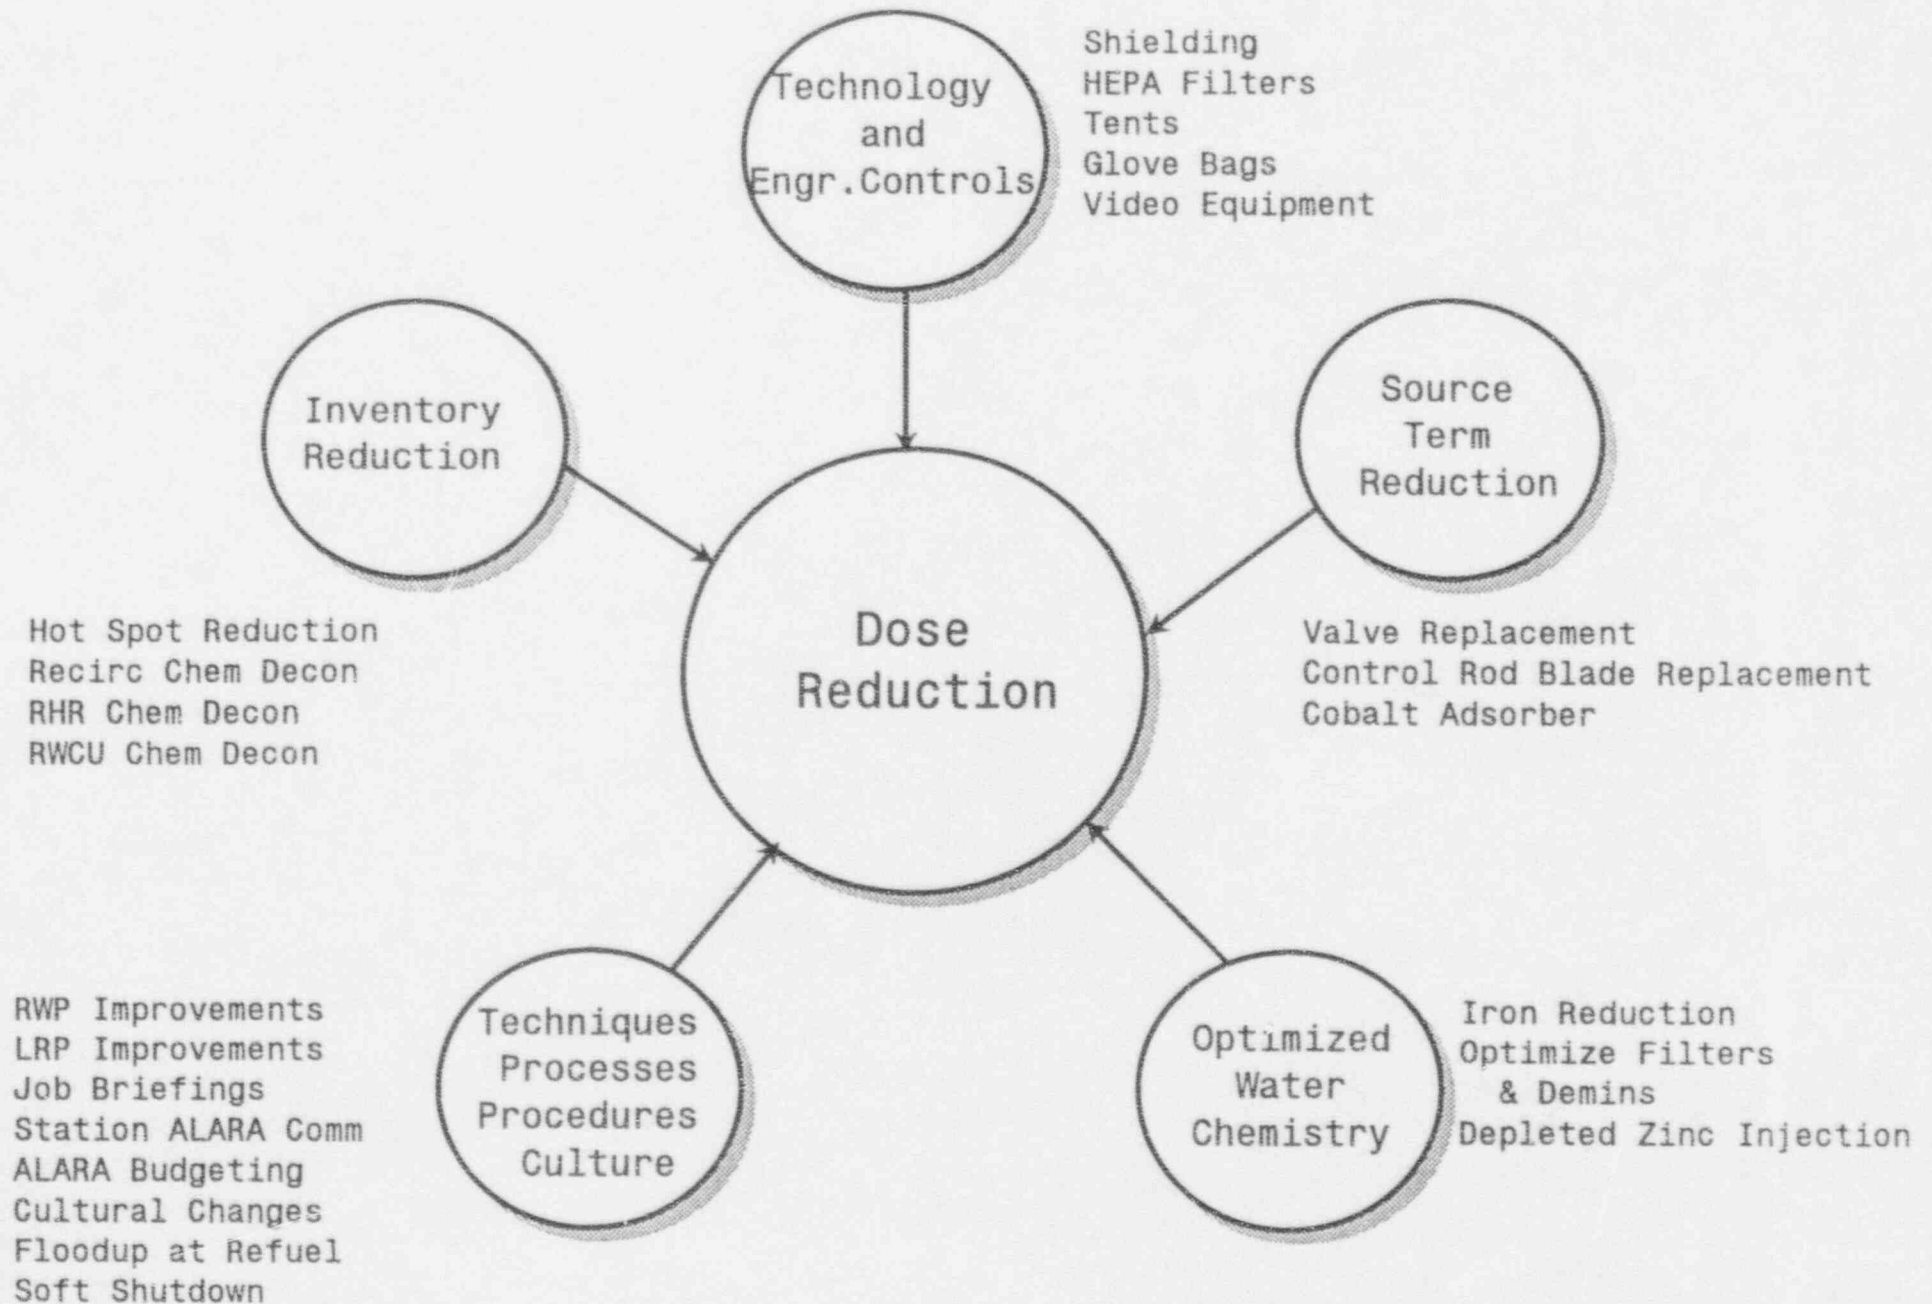 Technology
and
Engr.Controls
Shielding
HEPA Filters
Tents
Glove Bags
Video Equipment
Inventory
Reduction
Source
Term
Reduction
Hot Spot Reduction
Recirc Chem Decon
RHR Chem Decon
RWCU Chem Decon
Dose
Reduction
Valve Replacement
Control Rod Blade Replacement
Cobalt Adsorber
RWP Improvements
LRP Improvements
Job Briefings
Station ALARA Comm
ALARA Budgeting
Cultural Changes
Floodup at Refuel
Soft Shutdown
Techniques
Processes
Procedures
Culture
Optimized
Water
Chemistry
Iron Reduction
Optimize Filters
& Demins
Depleted Zinc Injection